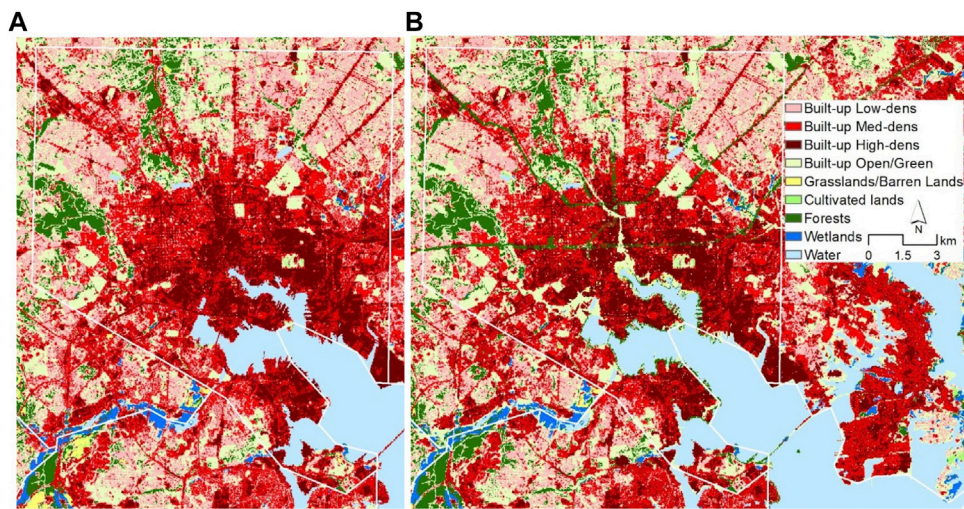 A
B
Built-up Low-dens
Built-up Med-dens
Built-up High-dens
Built-up Open/Green
Grasslands/Barren Lands
Cultivated lands
Forests
Wetlands
Water
N
km
0 1.5 3